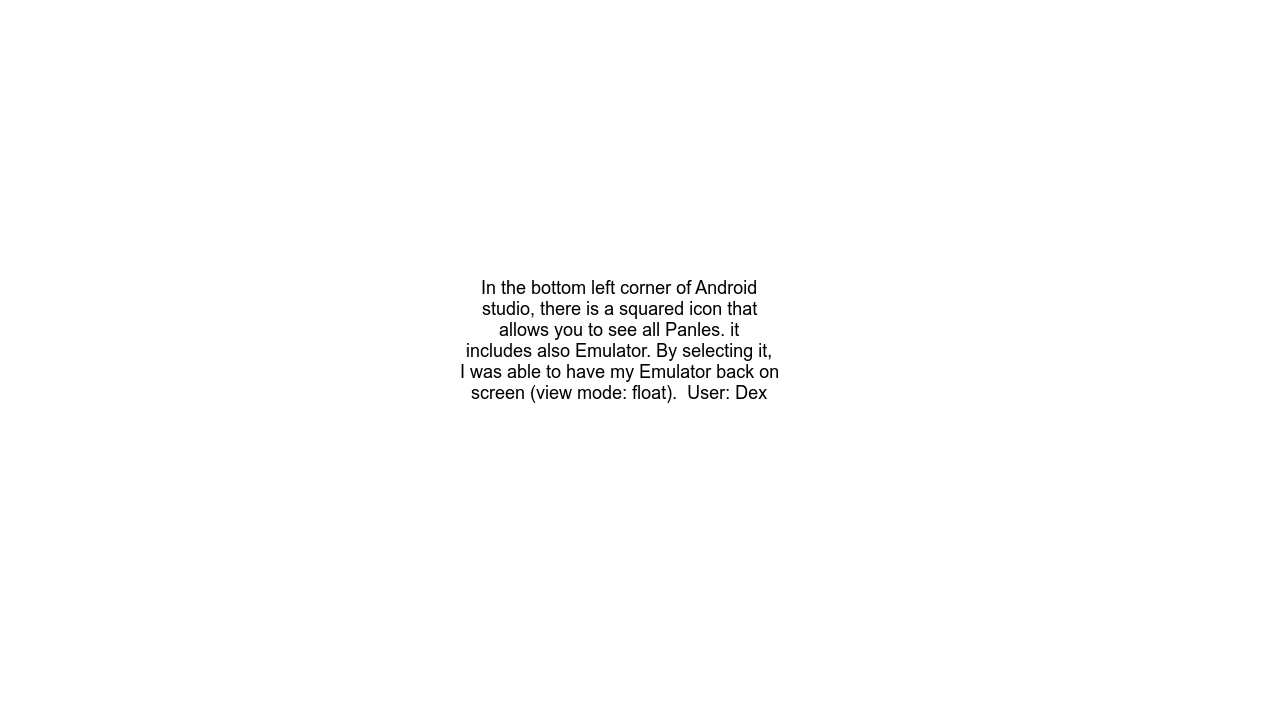 In the bottom left corner of Android
studio, there is a squared icon that
allows you to see all Panles. it
includes also Emulator. By selecting it,
I was able to have my Emulator back on
screen (view mode: float).  User: Dex